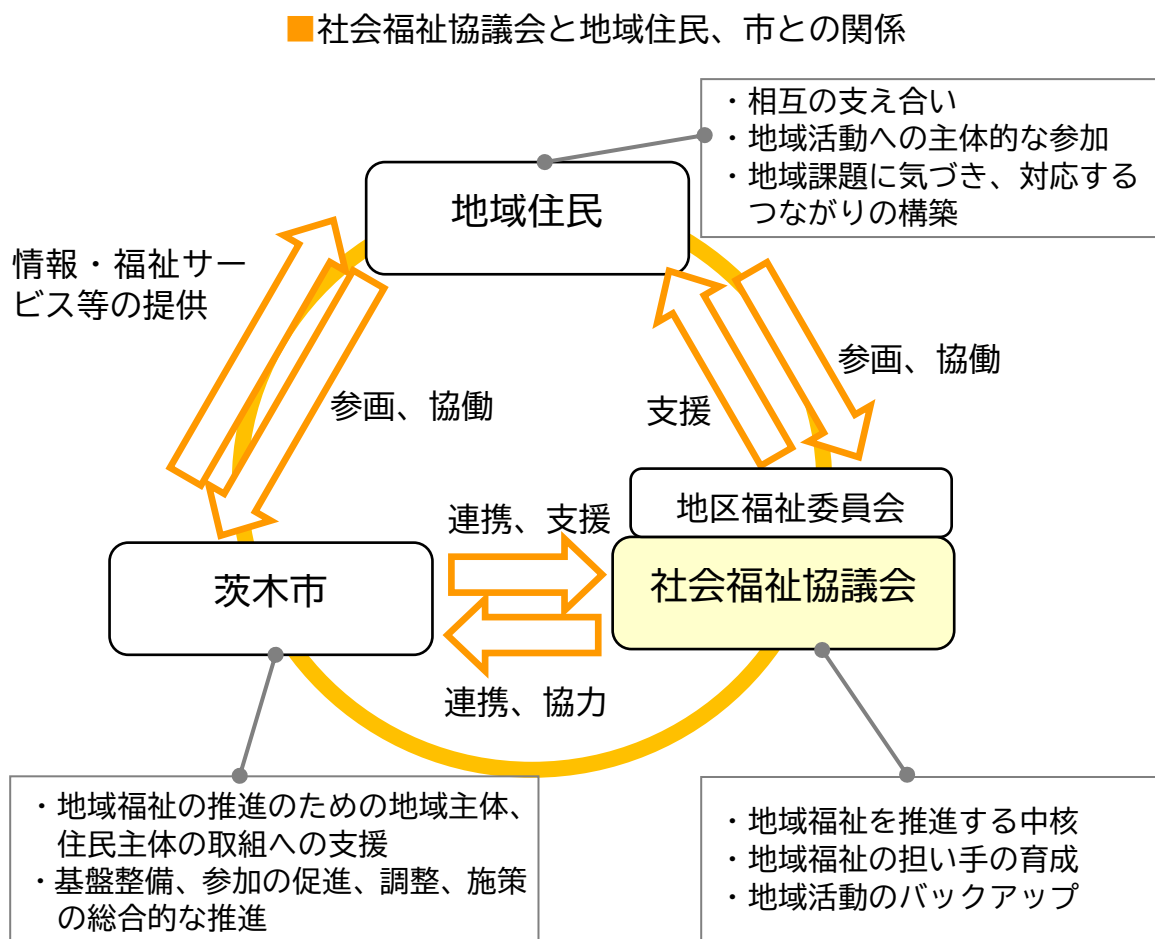 ■社会福祉協議会と地域住民、市との関係
・相互の支え合い
・地域活動への主体的な参加
・地域課題に気づき、対応する
つながりの構築
地域住民
情報・福祉サー
ビス等の提供
参画、協働
参画、協働
支援
地区福祉委員会
連携、支援
茨木市
社会福祉協議会
連携、協力
・地域福祉の推進のための地域主体、
住民主体の取組への支援
・基盤整備、参加の促進、調整、施策
の総合的な推進
・地域福祉を推進する中核
・地域福祉の担い手の育成
・地域活動のバックアップ